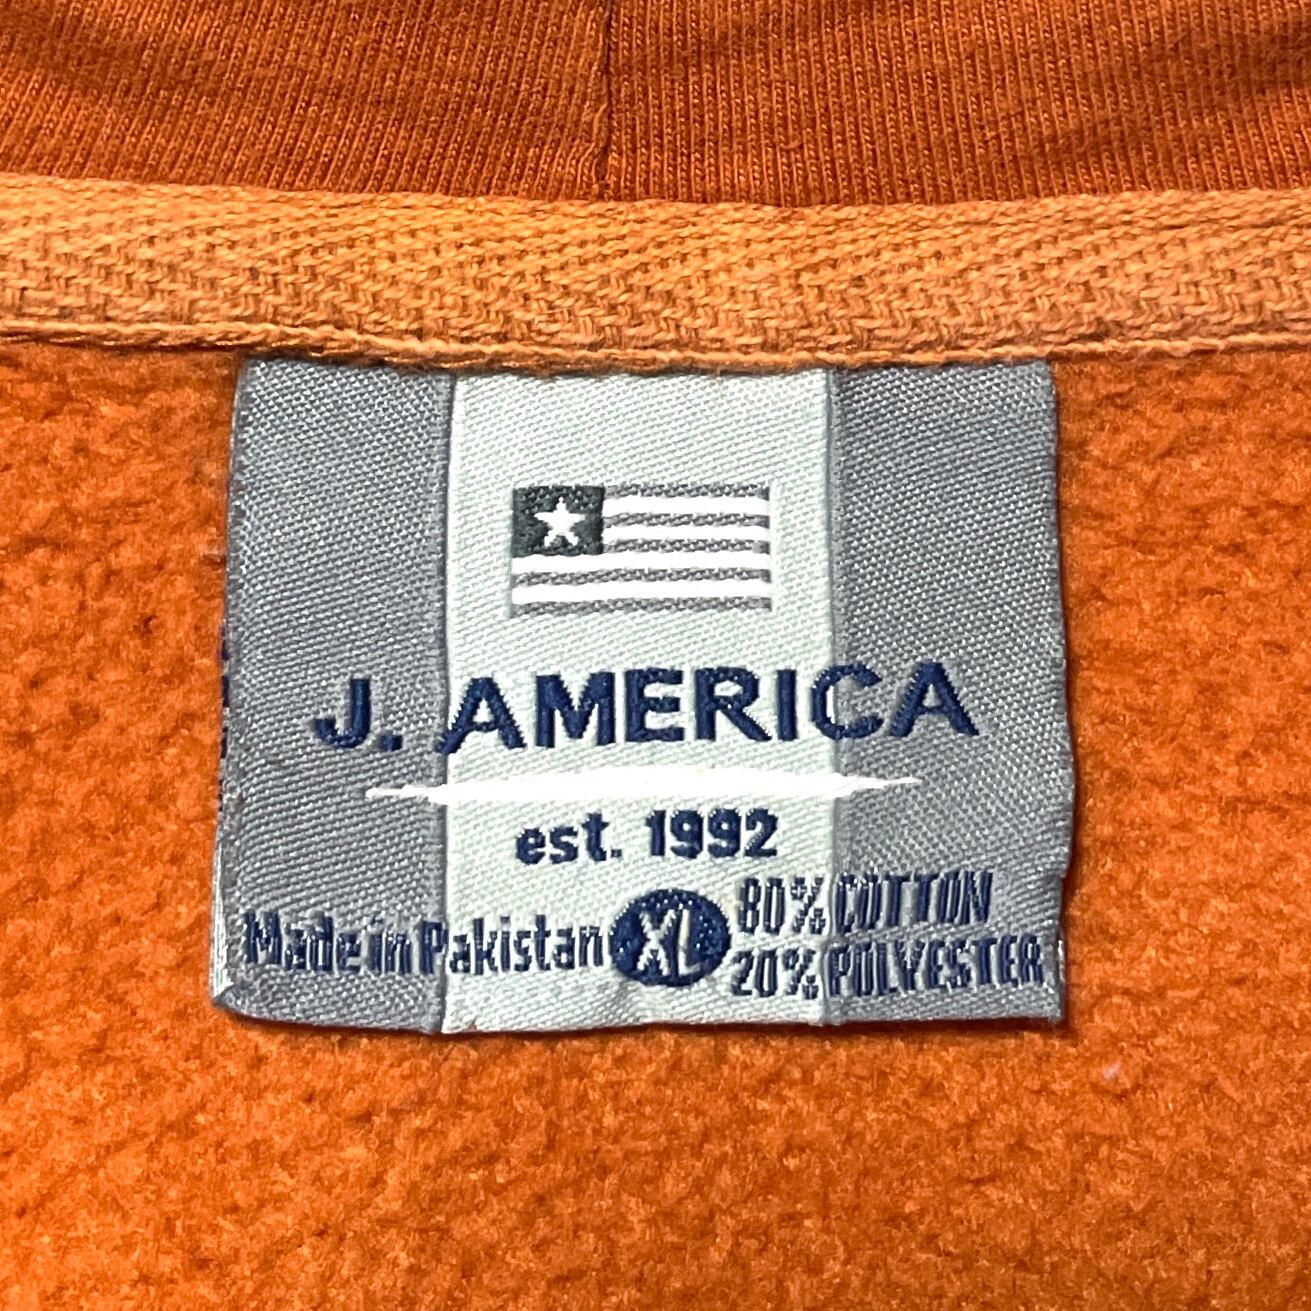 J. AMERICA
est. 1992
Made in Pakistan XL 80% COTTON
20% POLYESTER